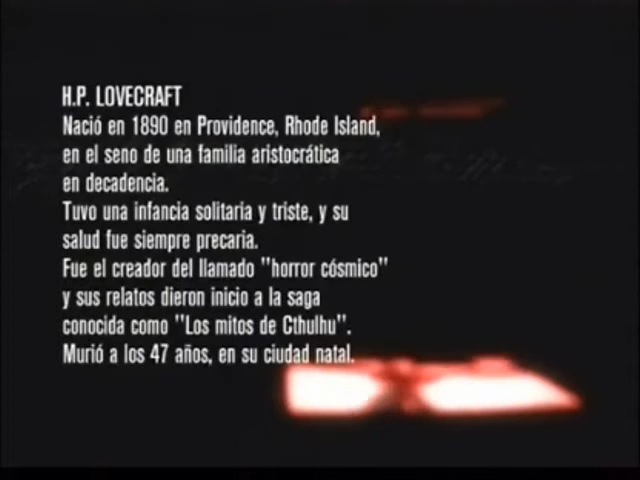 H.P. LOVECRAFT
Nació en 1890 en Providence, Rhode Island,
en el seno de una familia aristocrática
en decadencia.
Tuvo una infancia solitaria y triste, y su
salud fue siempre precaria.
Fue el creador del llamado "horror cósmico"
y sus relatos dieron inicio a la saga
conocida como "Los mitos de Cthulhu".
Murió a los 47 años, en su ciudad natal.